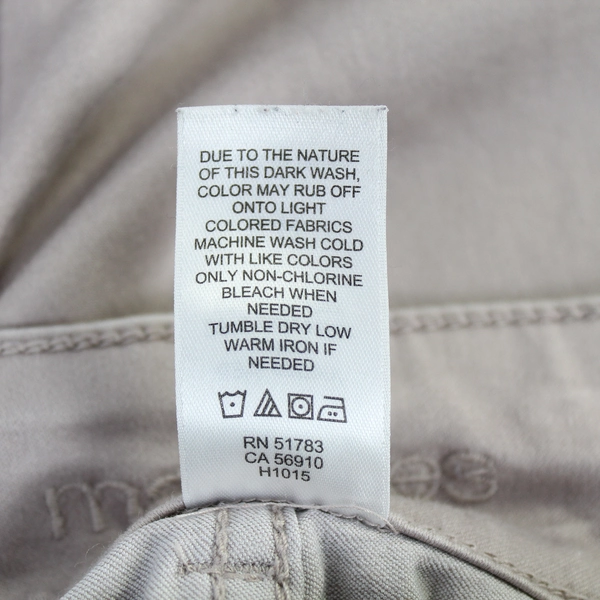 DUE TO THE NATURE
OF THIS DARK WASH,
COLOR MAY RUB OFF
ONTO LIGHT
COLORED FABRICS
MACHINE WASH COLD
WITH LIKE COLORS
ONLY NON-CHLORINE
BLEACH WHEN
NEEDED
TUMBLE DRY LOW
WARM IRON IF
NEEDED
RN 51783
CA 56910
H1015